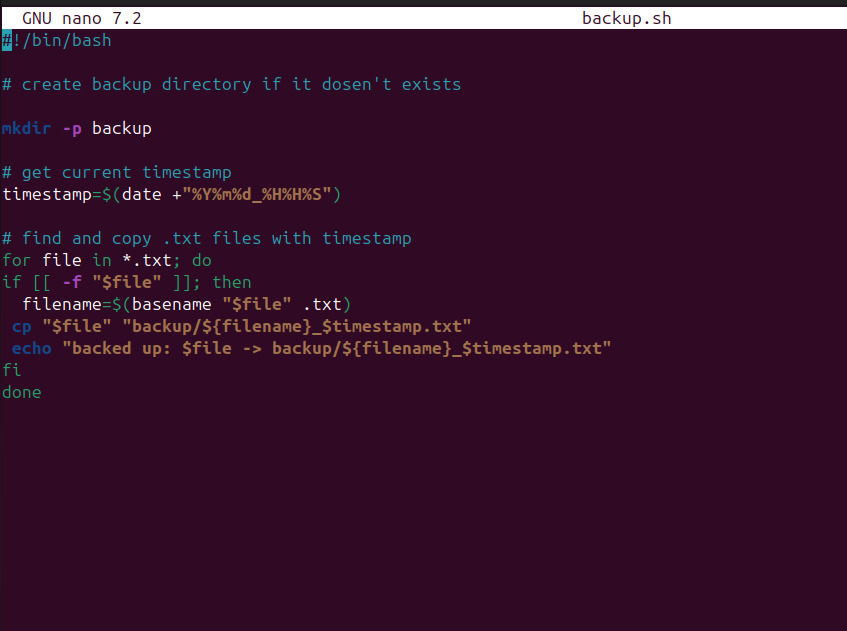 GNU nano 7.2 backup.sh
#!/bin/bash
# create backup directory if it dosen't exists
mkdir -p backup
# get current timestamp
timestamp=$(date +"%Y%m%d_%H%H%S")
# find and copy .txt files with timestamp
for file in *.txt; do
if [[ -f "$file" ]]; then
  filename=$(basename "$file" .txt)
 cp "$file" "backup/${filename}_$timestamp.txt"
 echo "backed up: $file -> backup/${filename}_$timestamp.txt"
fi
done